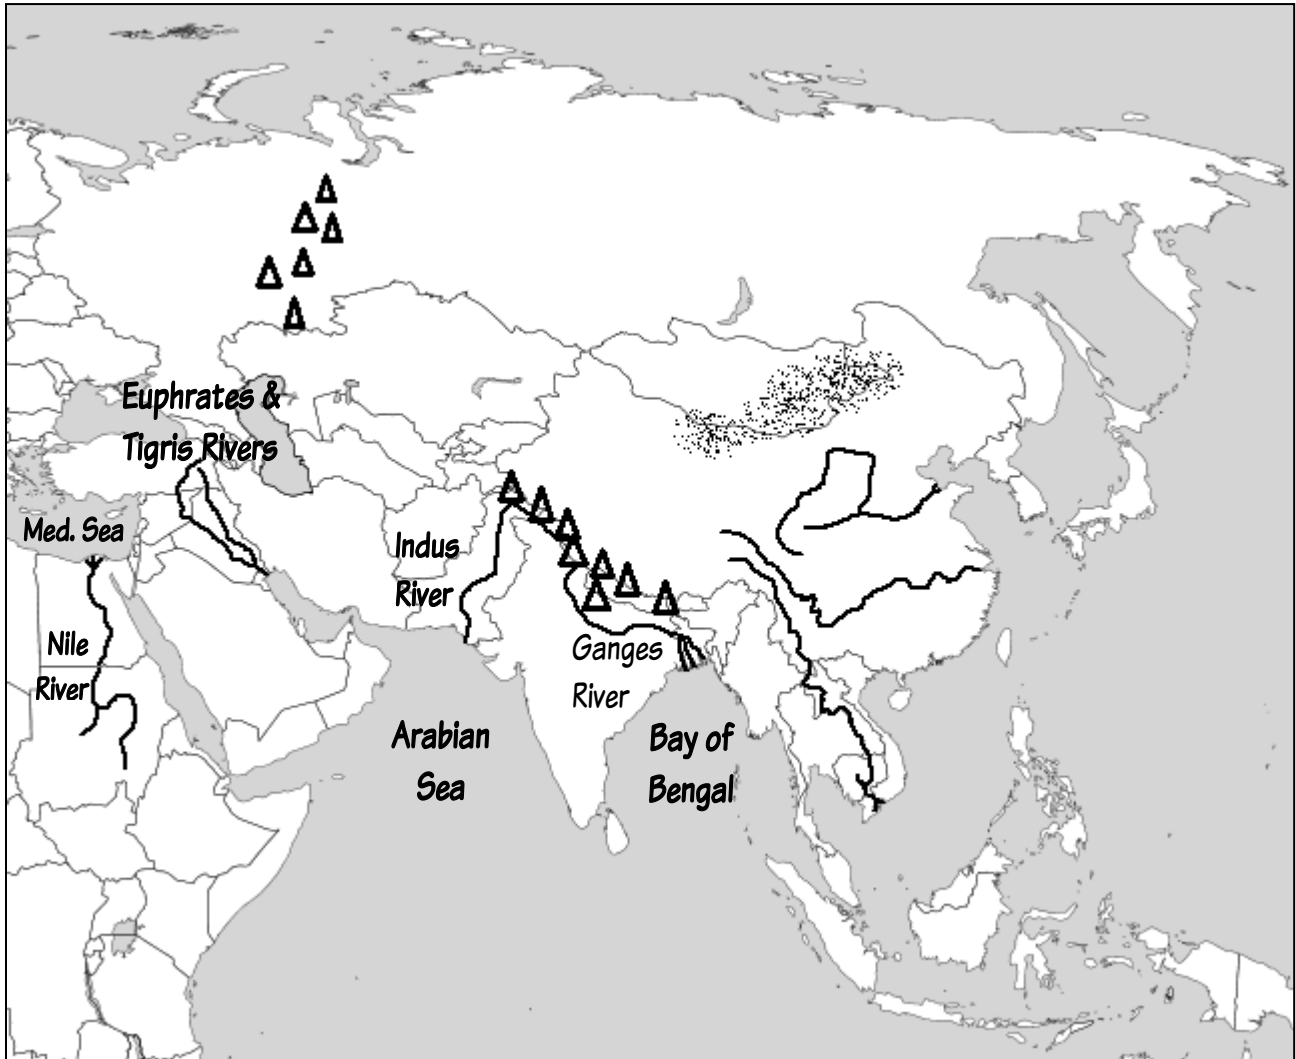 Euphrates &
Tigris Rivers
Med. Sea
Indus
River
Nile
River
Ganges
River
Arabian
Sea
Bay of
Bengal